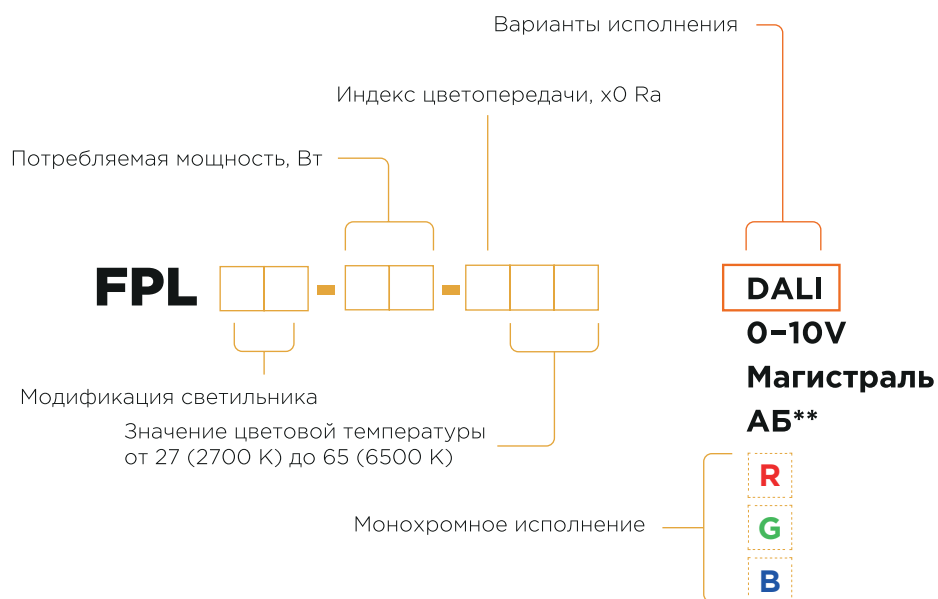 Варианты исполнения
Индекс цветопередачи, х0 Ra
Потребляемая мощность, Вт
FPL
DALI
0–10V
Магистраль
АБ**
Модификация светильника
Значение цветовой температуры
от 27 (2700 К) до 65 (6500 К)
R
Монохромное исполнение
G
B